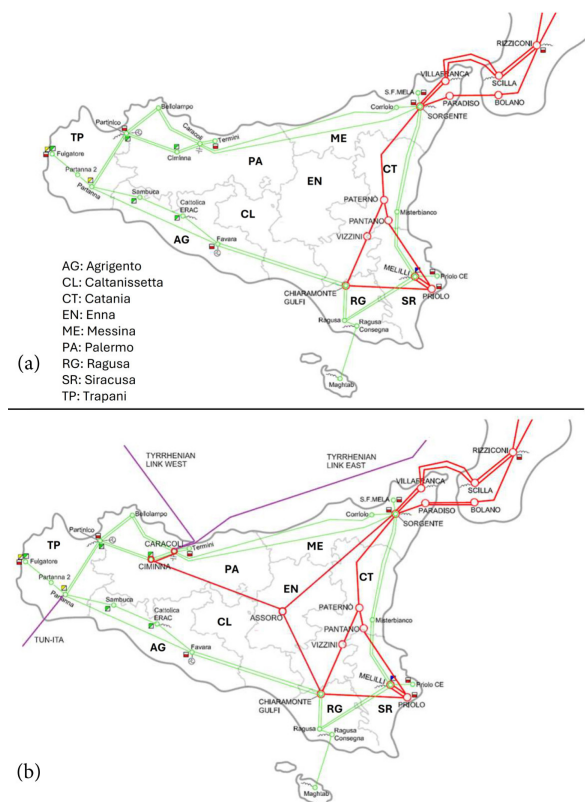 RIZZICONI
VILLAFRANCA
SCILLA
S.F.MELA
PARADISO
BOLANO
Corriolo
SORGENTE
Bellolampo
Partinico
Caracoli
Termini
ME
TP
Ciminna
PA
Fulgatore
CT
EN
Partanna 2
Partanna
Sambuca
Cattolica
ERAC
PATERNÒ
CL
PANTANO
Misterbianco
VIZZINI
AG
Favara
MELILLI
Priolo CE
PRIOLO
CHIARAMONTE
GULFI
RG
SR
Ragusa
Ragusa
Consegna
Maghtab
AG: Agrigento
CL: Caltanissetta
CT: Catania
EN: Enna
ME: Messina
PA: Palermo
RG: Ragusa
SR: Siracusa
TP: Trapani
(a)
TYRRHENIAN
LINK WEST
TYRRHENIAN
LINK EAST
RIZZICONI
VILLAFRANCA
SCILLA
S.F.MELA
PARADISO
BOLANO
Corriolo
SORGENTE
Bellolampo
Partinico
CARACOLI
Termini
ME
TP
CIMINNA
PA
Fulgatore
EN
CT
Partanna 2
Partanna
Sambuca
Cattolica
ERAC
ASSORO
PATERNÒ
CL
PANTANO
Misterbianco
TUN-ITA
AG
Favara
VIZZINI
MELILLI
Priolo CE
PRIOLO
CHIARAMONTE
GULFI
RG
SR
Ragusa
Ragusa
Consegna
Maghtab
(b)